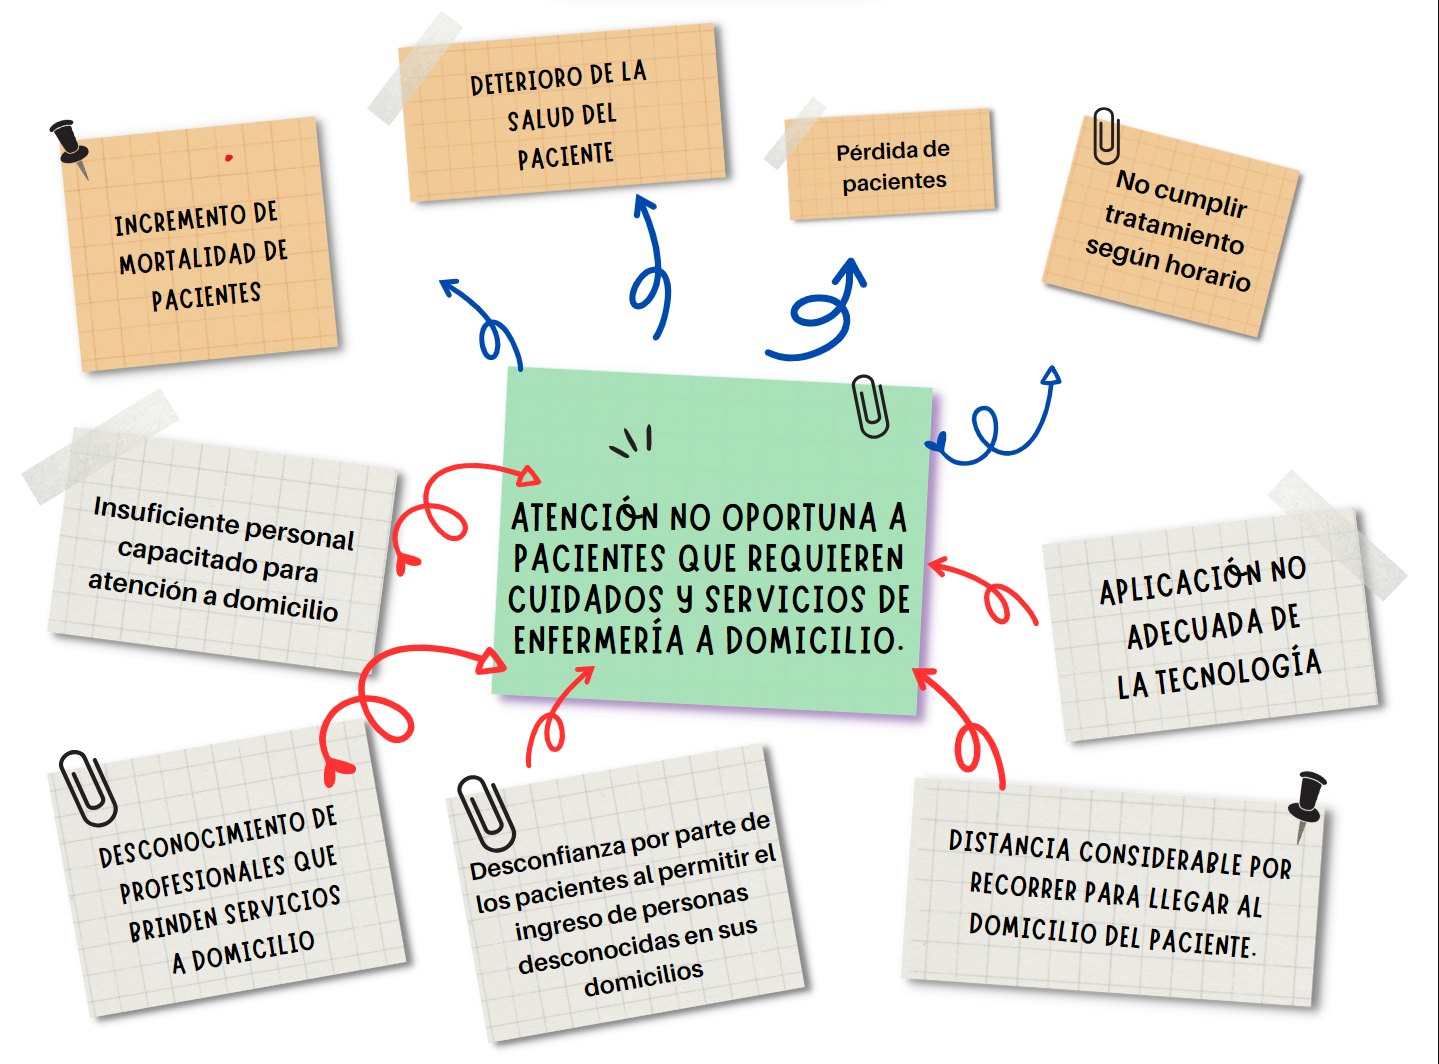 DETERIORO DE LA
SALUD DEL
PACIENTE
Pérdida de
pacientes
No cumplir
tratamiento
según horario
INCREMENTO DE
MORTALIDAD DE
PACIENTES
Insuficiente personal
capacitado para
atención a domicilio
ATENCIÓN NO OPORTUNA A
PACIENTES QUE REQUIEREN
CUIDADOS Y SERVICIOS DE
ENFERMERÍA A DOMICILIO.
APLICACIÓN NO
ADECUADA DE
LA TECNOLOGÍA
DESCONOCIMIENTO DE
PROFESIONALES QUE
BRINDEN SERVICIOS
A DOMICILIO
Desconfianza por parte de
los pacientes al permitir el
ingreso de personas
desconocidas en sus
domicilios
DISTANCIA CONSIDERABLE POR
RECORRER PARA LLEGAR AL
DOMICILIO DEL PACIENTE.